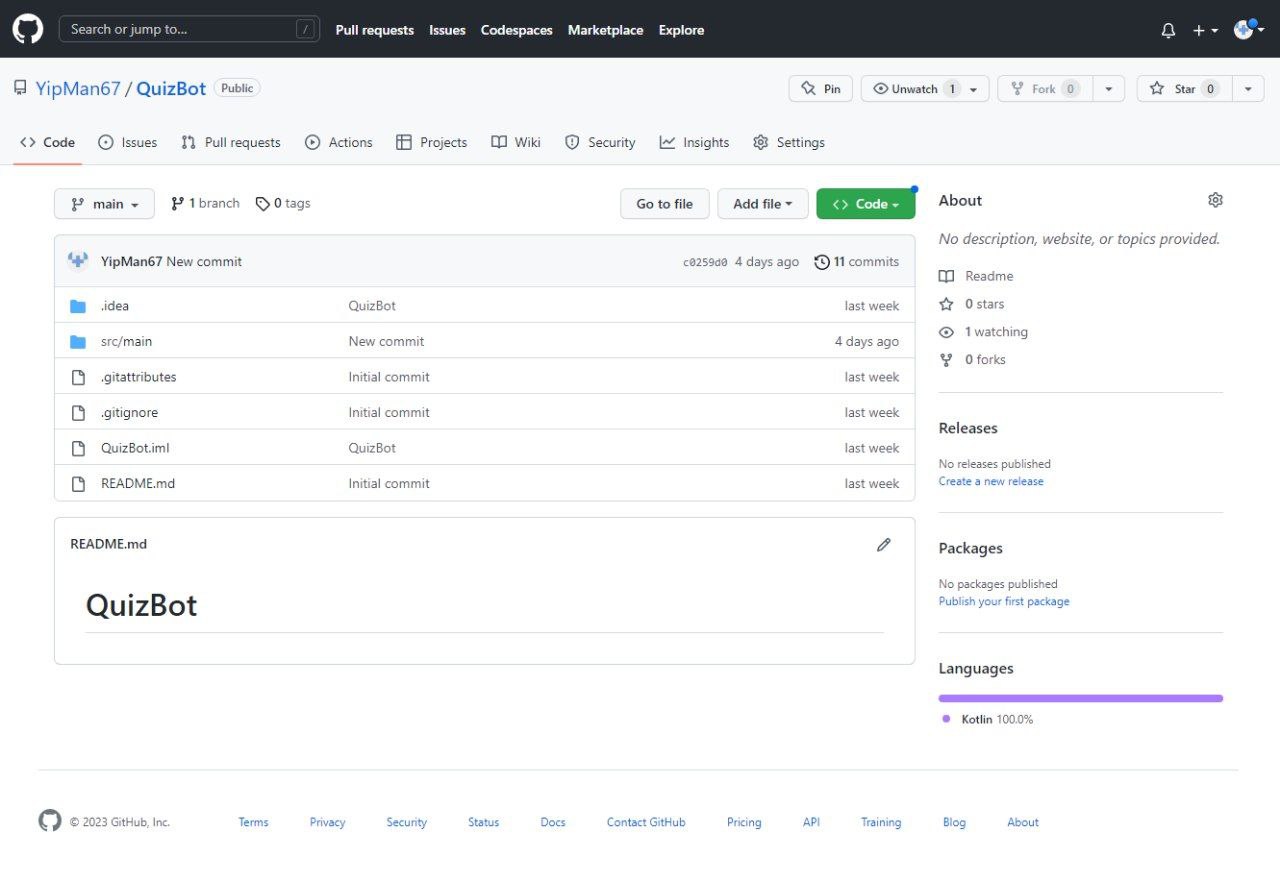 Search or jump to... / Pull requests Issues Codespaces Marketplace Explore
YipMan67 / QuizBot Public Pin Unwatch 1 Fork 0 Star 0
Code Issues Pull requests Actions Projects Wiki Security Insights Settings
main 1 branch 0 tags Go to file Add file Code
YipMan67 New commit c0259d0 4 days ago 11 commits
.idea QuizBot last week
src/main New commit 4 days ago
.gitattributes Initial commit last week
.gitignore Initial commit last week
QuizBot.iml QuizBot last week
README.md Initial commit last week
README.md
QuizBot
About
No description, website, or topics provided.
Readme
0 stars
1 watching
0 forks
Releases
No releases published
Create a new release
Packages
No packages published
Publish your first package
Languages
Kotlin 100.0%
© 2023 GitHub, Inc. Terms Privacy Security Status Docs Contact GitHub Pricing API Training Blog About